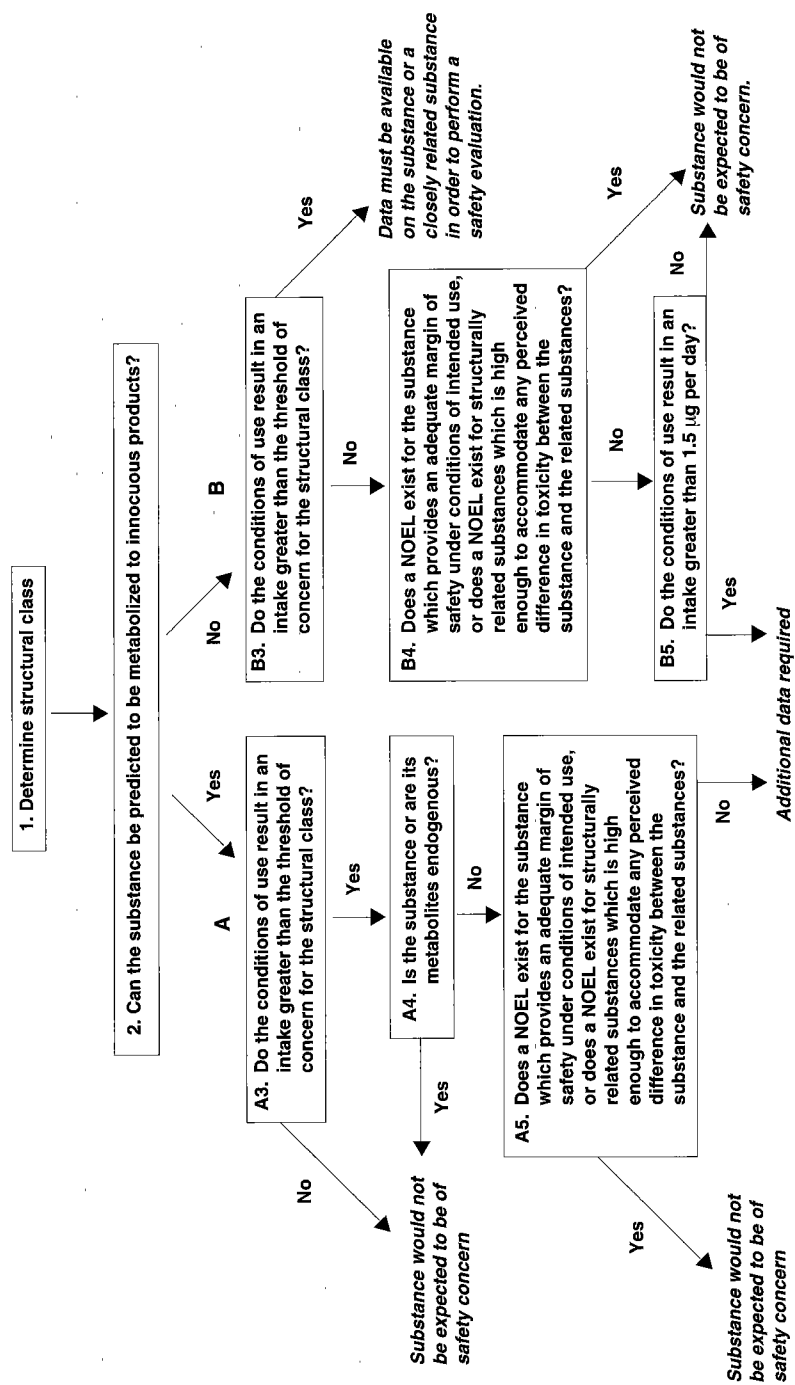 1. Determine structural class
2. Can the substance be predicted to be metabolized to innocuous products?
Yes
No
A
B
A3. Do the conditions of use result in an
intake greater than the threshold of
concern for the structural class?
No
Yes
Substance would not
be expected to be of
safety concern
A4. Is the substance or are its
metabolites endogenous?
Yes
No
A5. Does a NOEL exist for the substance
which provides an adequate margin of
safety under conditions of intended use,
or does a NOEL exist for structurally
related substances which is high
enough to accommodate any perceived
difference in toxicity between the
substance and the related substances?
Yes
No
Substance would not
be expected to be of
safety concern
Additional data required
B3. Do the conditions of use result in an
intake greater than the threshold of
concern for the structural class?
Yes
No
Data must be available
on the substance or a
closely related substance
in order to perform a
safety evaluation.
B4. Does a NOEL exist for the substance
which provides an adequate margin of
safety under conditions of intended use,
or does a NOEL exist for structurally
related substances which is high
enough to accommodate any perceived
difference in toxicity between the
substance and the related substances?
Yes
No
B5. Do the conditions of use result in an
intake greater than 1.5 μg per day?
No
Yes
Substance would not
be expected to be of
safety concern.